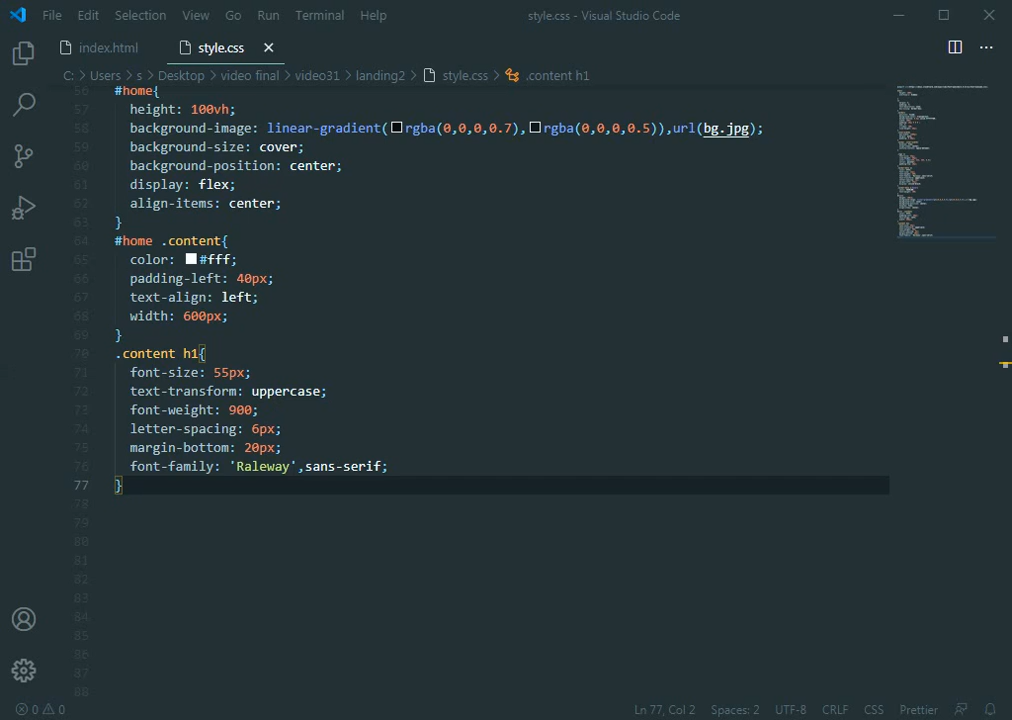 File Edit Selection View Go Run Terminal Help style.css - Visual Studio Code
index.html style.css
C: > Users > s > Desktop > video final > video31 > landing2 > style.css > .content h1
56 #home{
57 height: 100vh;
58 background-image: linear-gradient(rgba(0,0,0,0.7),rgba(0,0,0,0.5)),url(bg.jpg);
59 background-size: cover;
60 background-position: center;
61 display: flex;
62 align-items: center;
63 }
64 #home .content{
65 color: #fff;
66 padding-left: 40px;
67 text-align: left;
68 width: 600px;
69 }
70 .content h1{
71 font-size: 55px;
72 text-transform: uppercase;
73 font-weight: 900;
74 letter-spacing: 6px;
75 margin-bottom: 20px;
76 font-family: 'Raleway',sans-serif;
77 }
78
79
80
81
82
83
84
85
86
87
88
0 0 Ln 77, Col 2 Spaces: 2 UTF-8 CRLF CSS Prettier